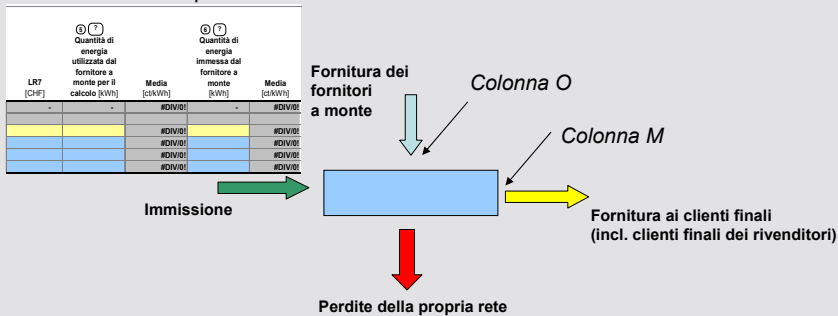 5 ? 6 ?
Quantità di energia utilizzata dal fornitore a monte per il calcolo [kWh]
Quantità di energia immessa dal fornitore a monte [kWh]
LR7 [CHF]
Media [ct/kWh]
Media [ct/kWh]
- - #DIV/0! - #DIV/0!
#DIV/0! #DIV/0!
#DIV/0! #DIV/0!
#DIV/0! #DIV/0!
#DIV/0! #DIV/0!
Fornitura dei
fornitori
a monte
Colonna O
Colonna M
Immissione
Fornitura ai clienti finali
(incl. clienti finali dei rivenditori)
Perdite della propria rete